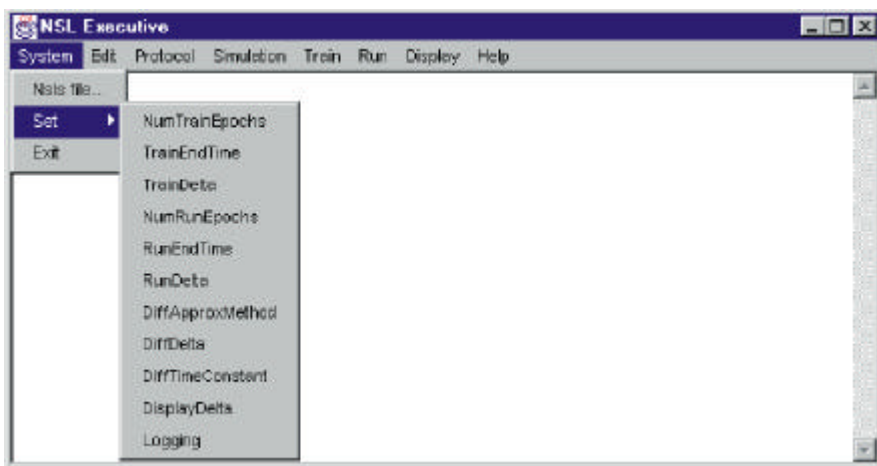 NSL Executive
System Edit Protocol Simulation Train Run Display Help
Nsls file...
Set
Exit
NumTrainEpochs
TrainEndTime
TrainDelta
NumRunEpochs
RunEndTime
RunDelta
DiffApproxMethod
DiffDelta
DiffTimeConstant
DisplayDelta
Logging